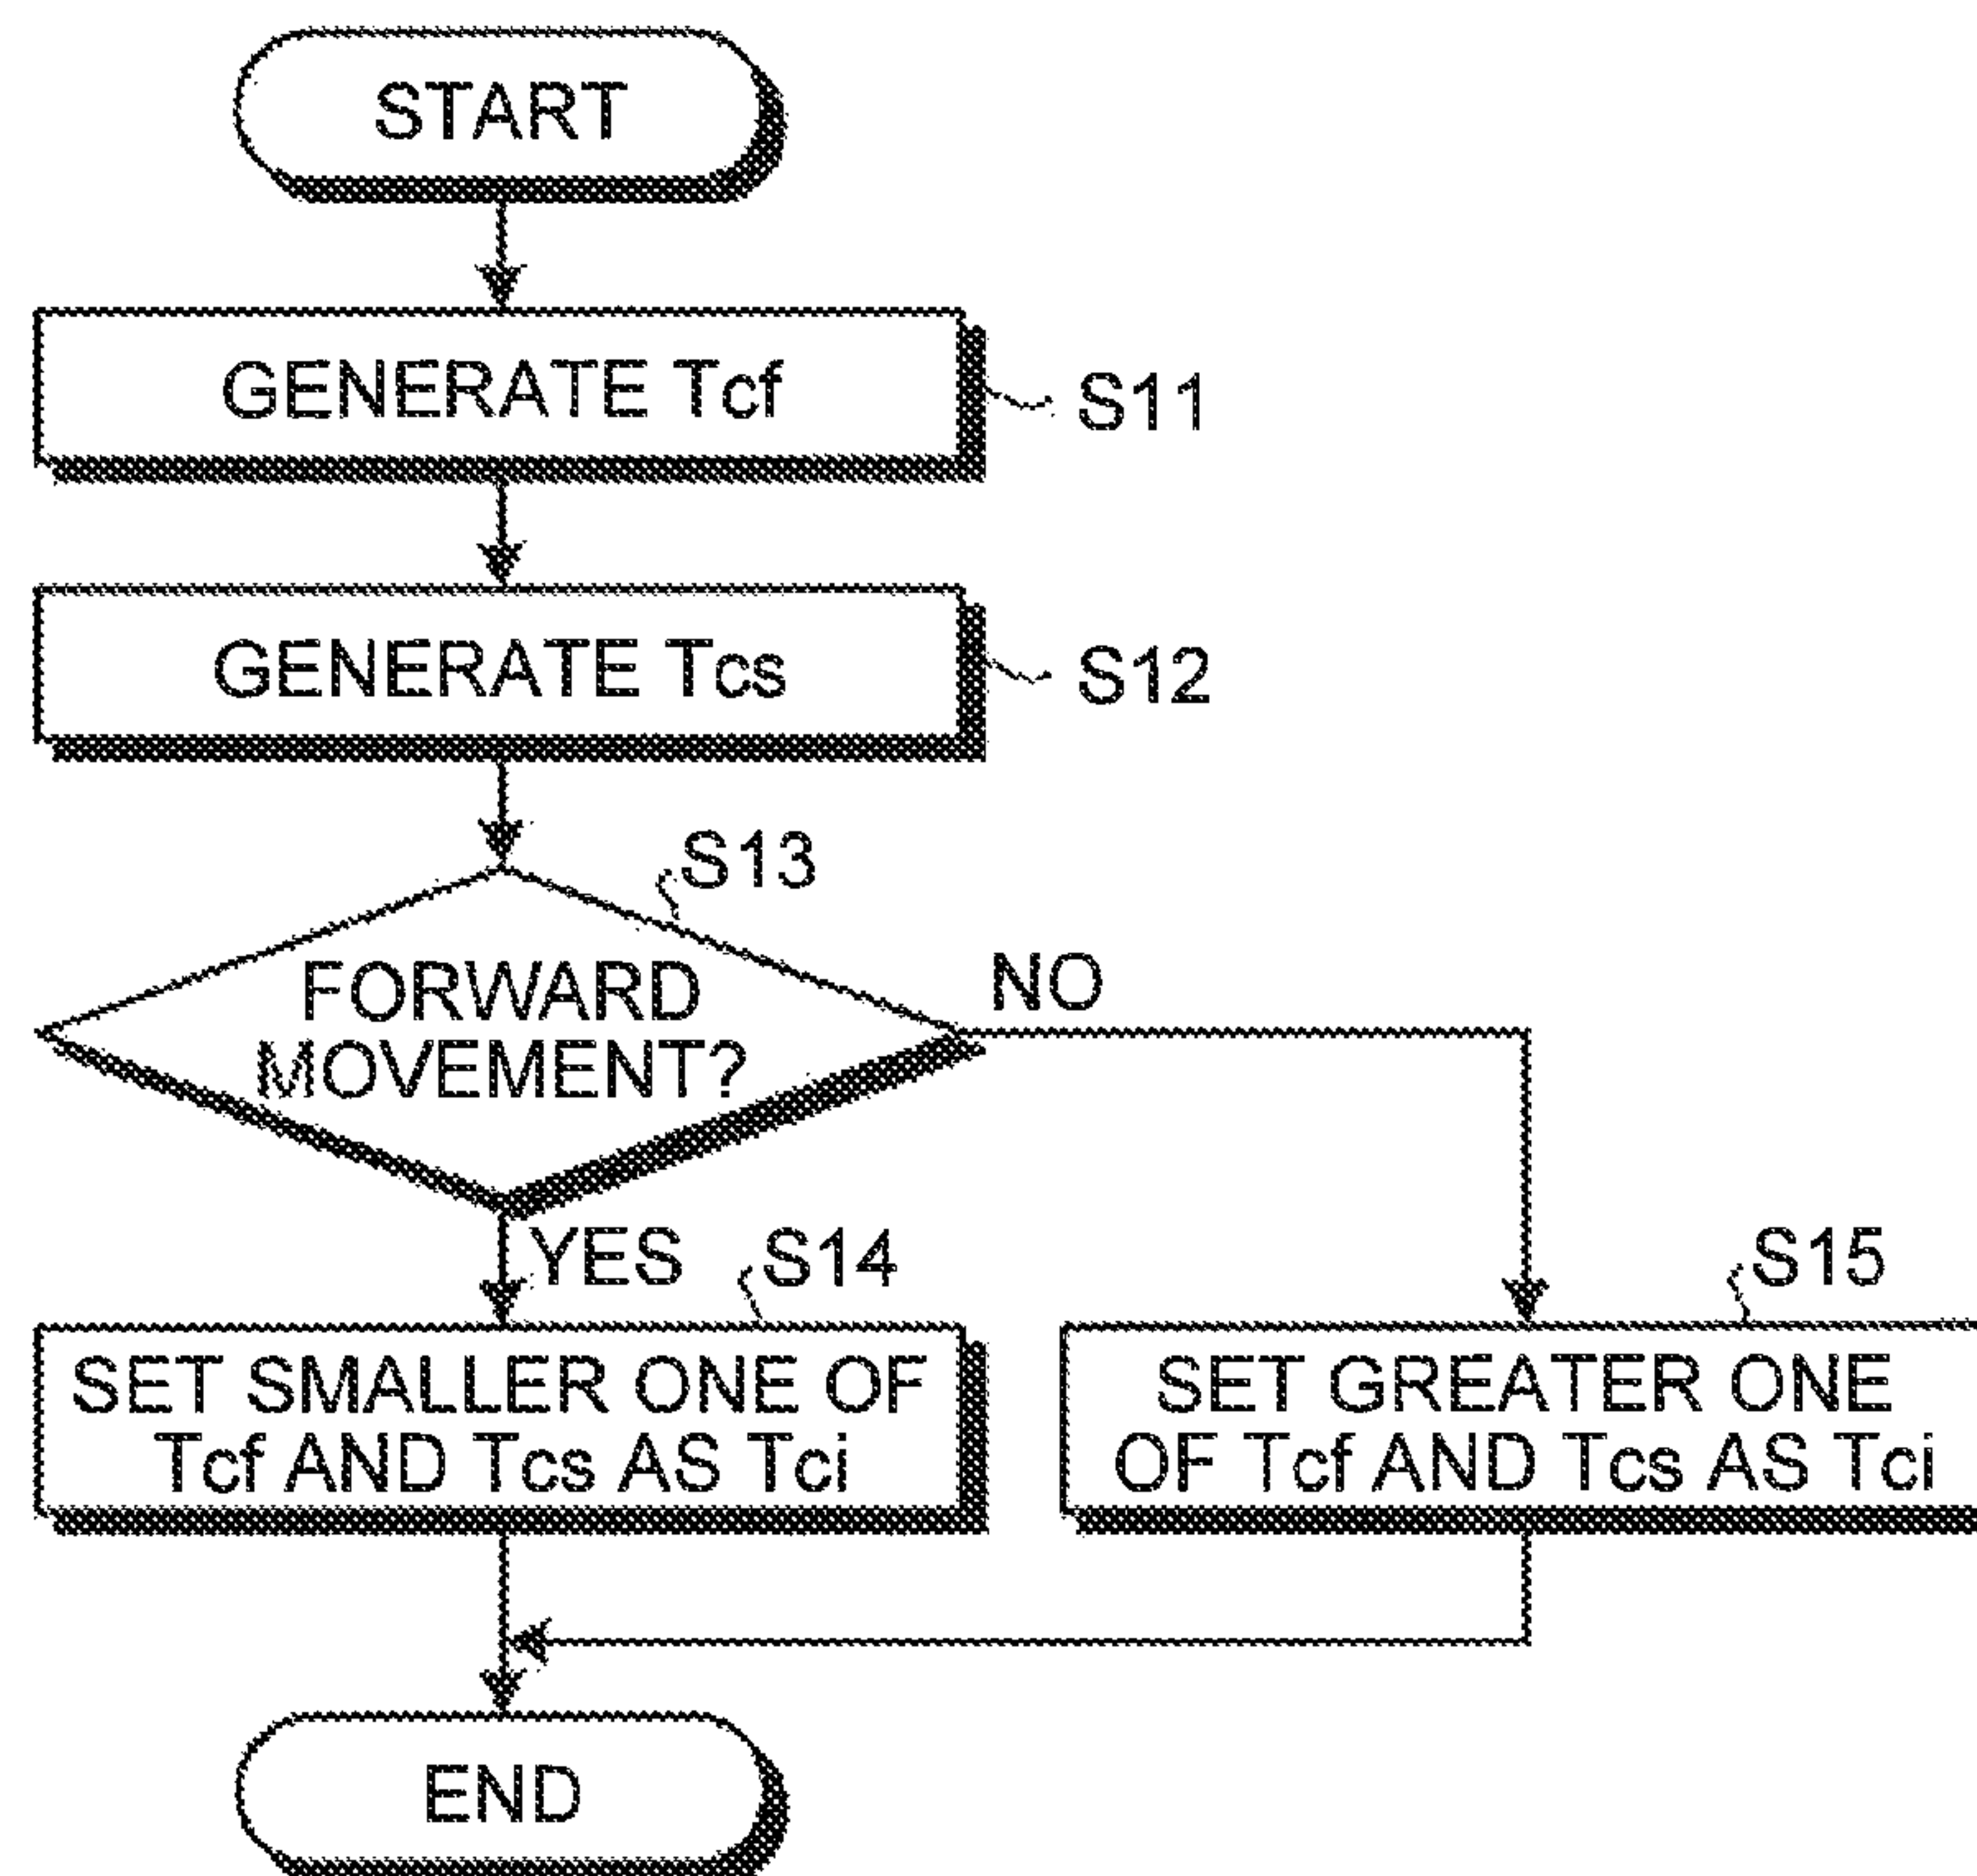 START
GENERATE Tcf
S11
GENERATE Tcs
S12
S13
FORWARD
MOVEMENT?
NO
YES
S14
SET SMALLER ONE OF
Tcf AND Tcs AS Tci
S15
SET GREATER ONE
OF Tcf AND Tcs AS Tci
END